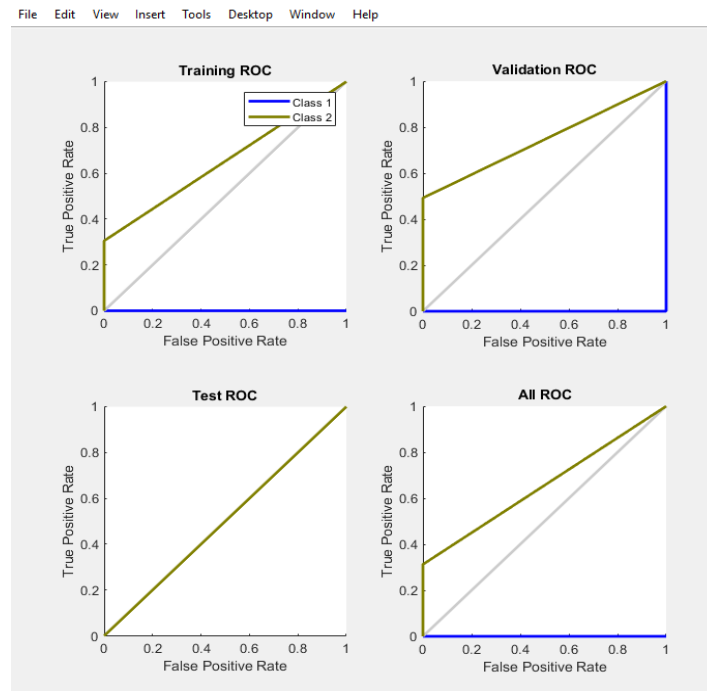 File Edit View Insert Tools Desktop Window Help
Training ROC
1
0.8
0.6
0.4
0.2
0
True Positive Rate
Class 1
Class 2
0 0.2 0.4 0.6 0.8 1
False Positive Rate
Validation ROC
1
0.8
0.6
0.4
0.2
0
True Positive Rate
0 0.2 0.4 0.6 0.8 1
False Positive Rate
Test ROC
1
0.8
0.6
0.4
0.2
0
True Positive Rate
0 0.2 0.4 0.6 0.8 1
False Positive Rate
All ROC
1
0.8
0.6
0.4
0.2
0
True Positive Rate
0 0.2 0.4 0.6 0.8 1
False Positive Rate